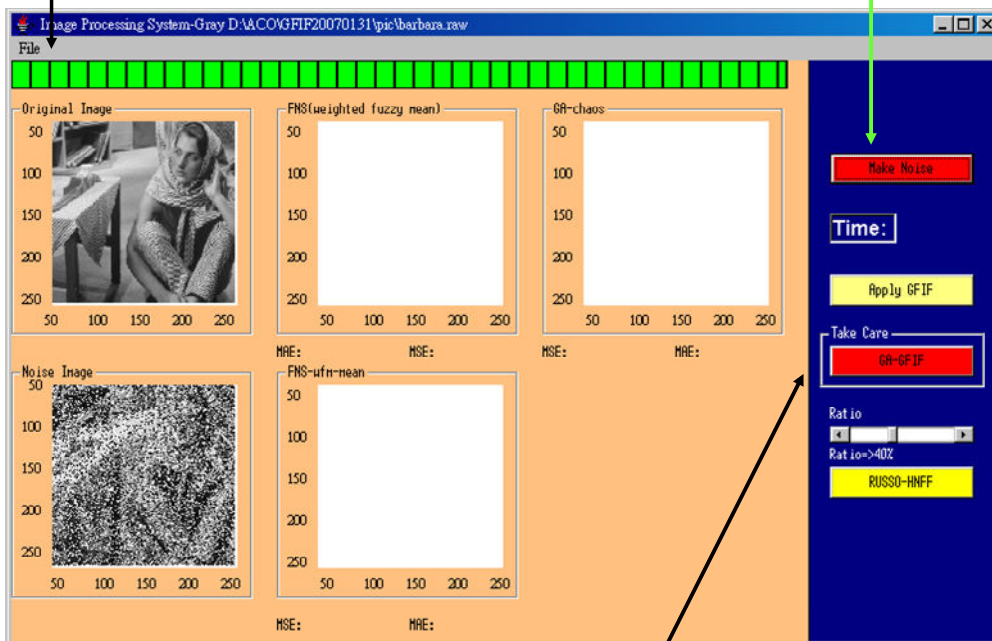 Image Processing System-Gray D:\ACO\GFIF20070131\pic\barbara.raw
File
Original Image
50
100
150
200
250
50 100 150 200 250
FNS(weighted fuzzy mean)
50
100
150
200
250
50 100 150 200 250
MAE: MSE:
GA-chaos
50
100
150
200
250
50 100 150 200 250
MSE: MAE:
Noise Image
50
100
150
200
250
50 100 150 200 250
FNS-wfm-mean
50
100
150
200
250
50 100 150 200 250
MSE: MAE:
Make Noise
Time:
Apply GFIF
Take Care
GA-GFIF
Ratio
Ratio=>40%
RUSSO-HNFF